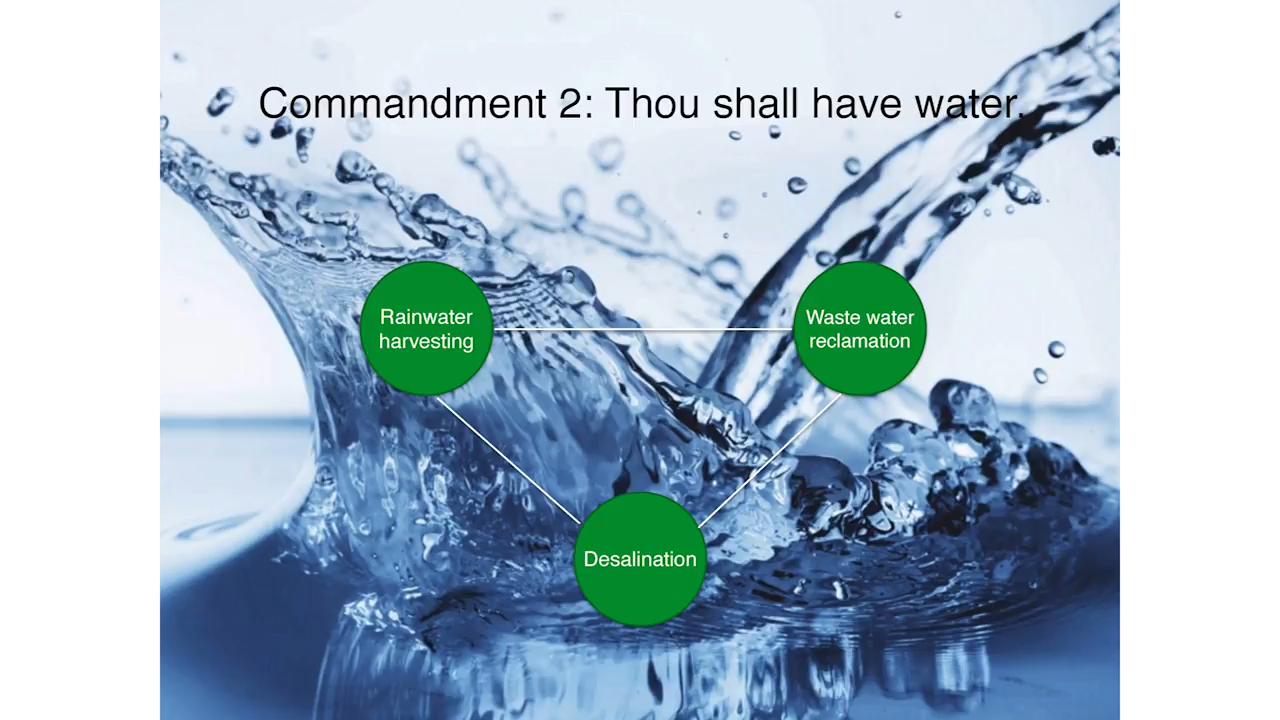 Commandment 2: Thou shall have water.
Rainwater
harvesting
Waste water
reclamation
Desalination